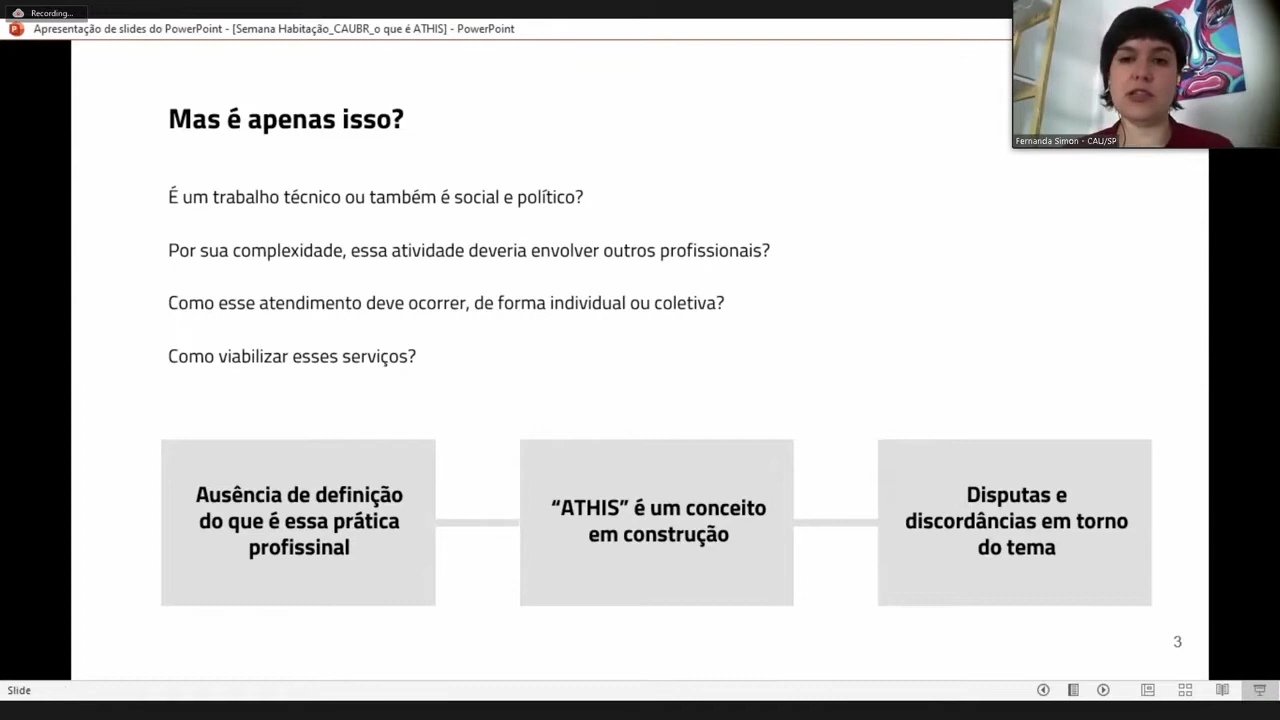 Recording...
Apresentação de slides do PowerPoint - [Semana Habitação_CAUBR_o que é ATHIS] - PowerPoint
Fernanda Simon - CAU/SP
Mas é apenas isso?
É um trabalho técnico ou também é social e político?
Por sua complexidade, essa atividade deveria envolver outros profissionais?
Como esse atendimento deve ocorrer, de forma individual ou coletiva?
Como viabilizar esses serviços?
Ausência de definição
do que é essa prática
profissinal
“ATHIS” é um conceito
em construção
Disputas e
discordâncias em torno
do tema
3
Slide